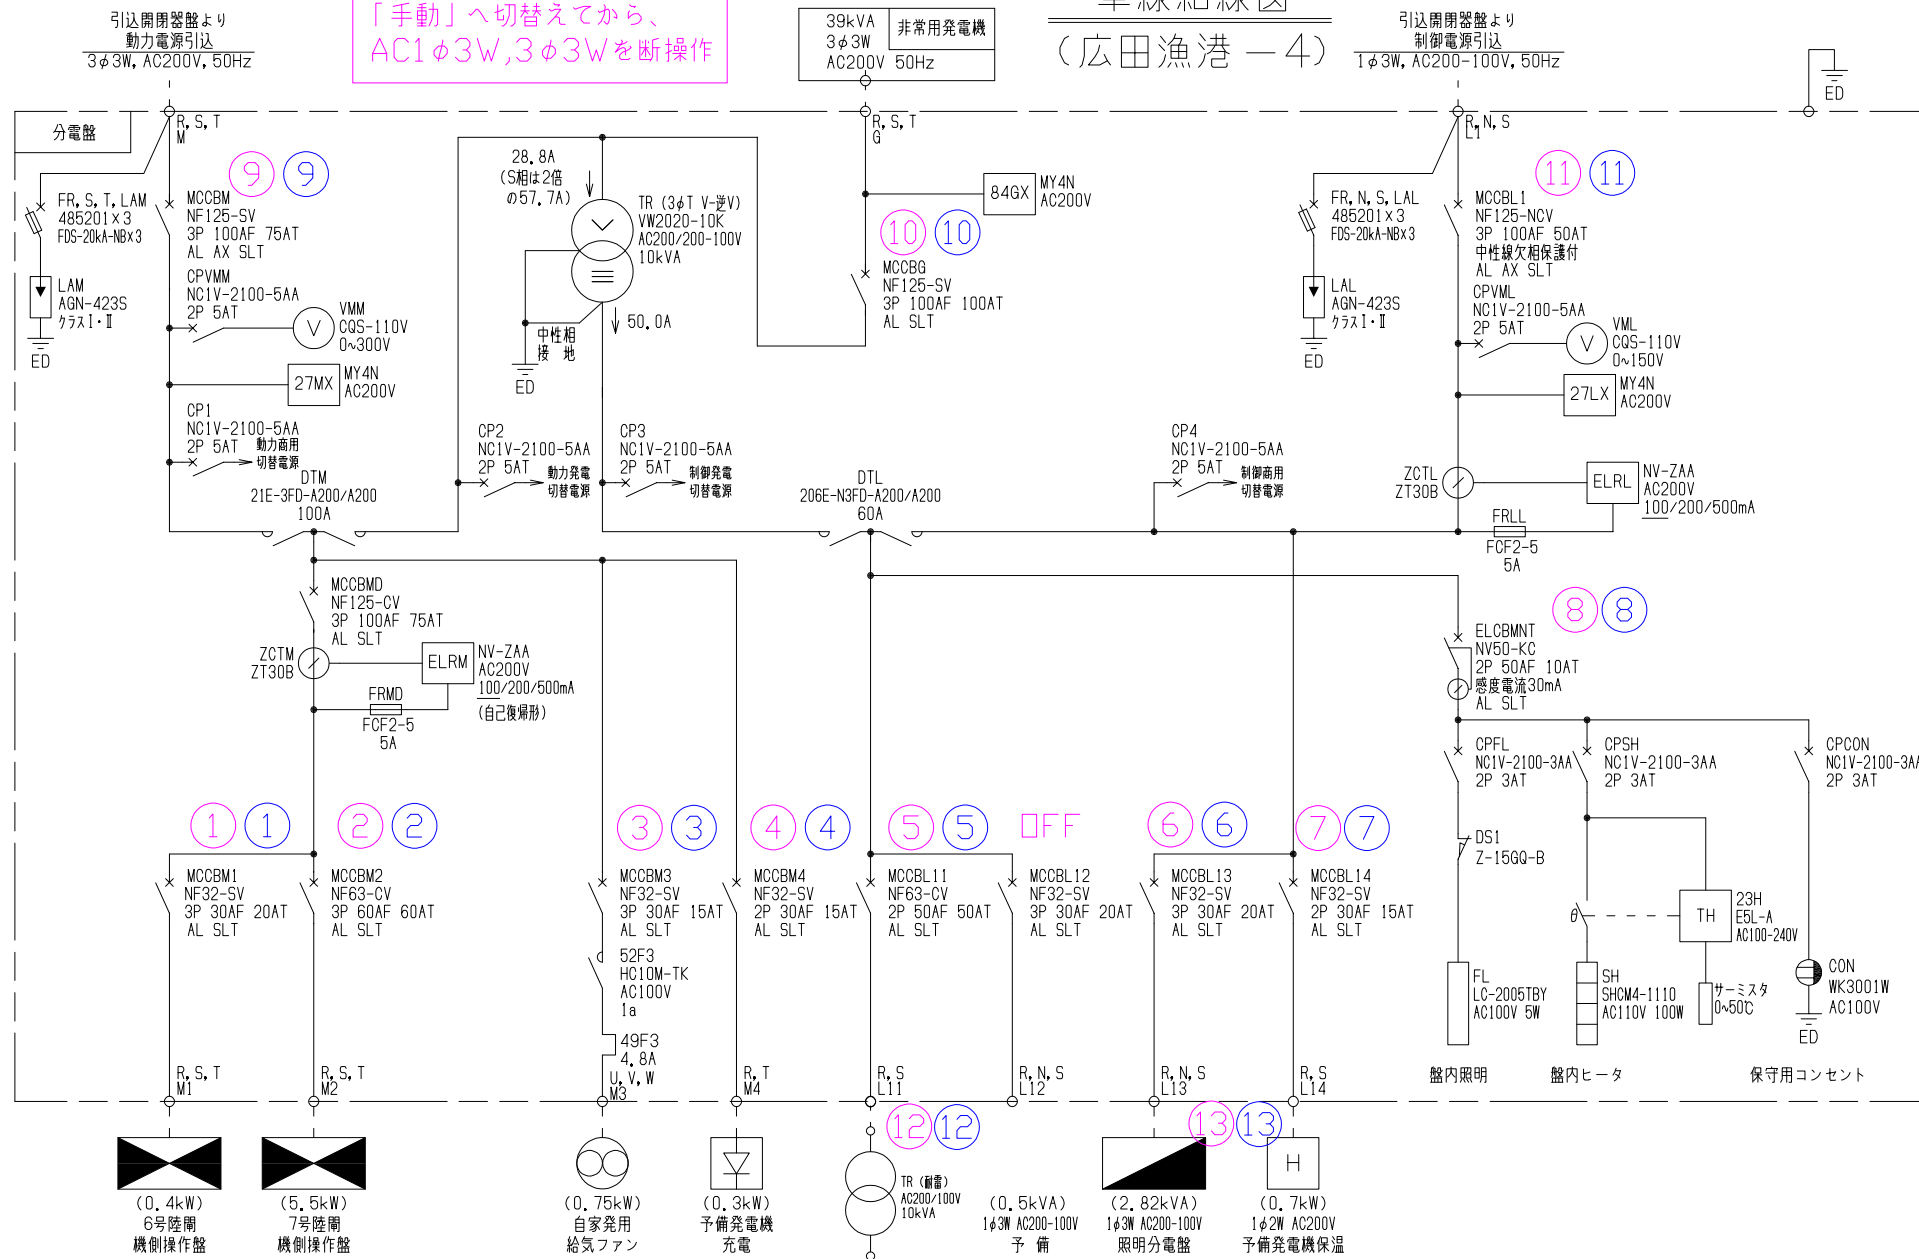 単線結線図
(広田漁港-4)
「手動」へ切替えてから、
AC1φ3W,3φ3Wを断操作
引込開閉器盤より
動力電源引込
3φ3W, AC200V, 50Hz
39kVA
3φ3W
AC200V 50Hz
非常用発電機
引込開閉器盤より
制御電源引込
1φ3W, AC200-100V, 50Hz
ED
分電盤
R, S, T
M
R, S, T
G
R, N, S
L1
9
9
FR, S, T, LAM
485201×3
FDS-20kA-NB×3
LAM
AGN-423S
クラスⅠ・Ⅱ
ED
MCCBM
NF125-SV
3P 100AF 75AT
AL AX SLT
CPVMM
NC1V-2100-5AA
2P 5AT
V
VMM
CQS-110V
0~300V
27MX
MY4N
AC200V
CP1
NC1V-2100-5AA
2P 5AT
動力商用
切替電源
28.8A
(S相は2倍
の57.7A)
TR (3φT V-逆V)
VW2020-10K
AC200/200-100V
10kVA
50.0A
中性相
接 地
ED
84GX
MY4N
AC200V
10
10
MCCBG
NF125-SV
3P 100AF 100AT
AL SLT
FR, N, S, LAL
485201×3
FDS-20kA-NB×3
LAL
AGN-423S
クラスⅠ・Ⅱ
ED
11
11
MCCBL1
NF125-NCV
3P 100AF 50AT
中性線欠相保護付
AL AX SLT
CPVML
NC1V-2100-5AA
2P 5AT
V
VML
CQS-110V
0~150V
27LX
MY4N
AC200V
CP2
NC1V-2100-5AA
2P 5AT
動力発電
切替電源
CP3
NC1V-2100-5AA
2P 5AT
制御発電
切替電源
CP4
NC1V-2100-5AA
2P 5AT
制御商用
切替電源
DTM
21E-3FD-A200/A200
100A
DTL
206E-N3FD-A200/A200
60A
ZCTL
ZT30B
ELRL
NV-ZAA
AC200V
100/200/500mA
FRLL
FCF2-5
5A
MCCBMD
NF125-CV
3P 100AF 75AT
AL SLT
ZCTM
ZT30B
ELRM
NV-ZAA
AC200V
100/200/500mA
(自己復帰形)
FRMD
FCF2-5
5A
8
8
ELCBMNT
NV50-KC
2P 50AF 10AT
感度電流30mA
AL SLT
CPFL
NC1V-2100-3AA
2P 3AT
CPSH
NC1V-2100-3AA
2P 3AT
CPCON
NC1V-2100-3AA
2P 3AT
1
1
2
2
3
3
4
4
5
5
OFF
6
6
7
7
MCCBM1
NF32-SV
3P 30AF 20AT
AL SLT
MCCBM2
NF63-CV
3P 60AF 60AT
AL SLT
MCCBM3
NF32-SV
3P 30AF 15AT
AL SLT
MCCBM4
NF32-SV
2P 30AF 15AT
AL SLT
MCCBL11
NF63-CV
2P 50AF 50AT
AL SLT
MCCBL12
NF32-SV
3P 30AF 20AT
AL SLT
MCCBL13
NF32-SV
3P 30AF 20AT
AL SLT
MCCBL14
NF32-SV
2P 30AF 15AT
AL SLT
DS1
Z-15GQ-B
θ
TH
23H
E5L-A
AC100-240V
52F3
HC10M-TK
AC100V
1a
49F3
4.8A
FL
LC-2005TBY
AC100V 5W
SH
SHCM4-1110
AC110V 100W
サーミスタ
0~50℃
CON
WK3001W
AC100V
ED
盤内照明
盤内ヒータ
保守用コンセント
R, S, T
M1
R, S, T
M2
U, V, W
M3
R, T
M4
R, S
L11
R, N, S
L12
R, N, S
L13
R, S
L14
12
12
13
13
H
(0.4kW)
6号陸閘
機側操作盤
(5.5kW)
7号陸閘
機側操作盤
(0.75kW)
自家発用
給気ファン
(0.3kW)
予備発電機
充電
TR (耐雷)
AC200/100V
10kVA
(0.5kVA)
1φ3W AC200-100V
予 備
(2.82kVA)
1φ3W AC200-100V
照明分電盤
(0.7kW)
1φ2W AC200V
予備発電機保温